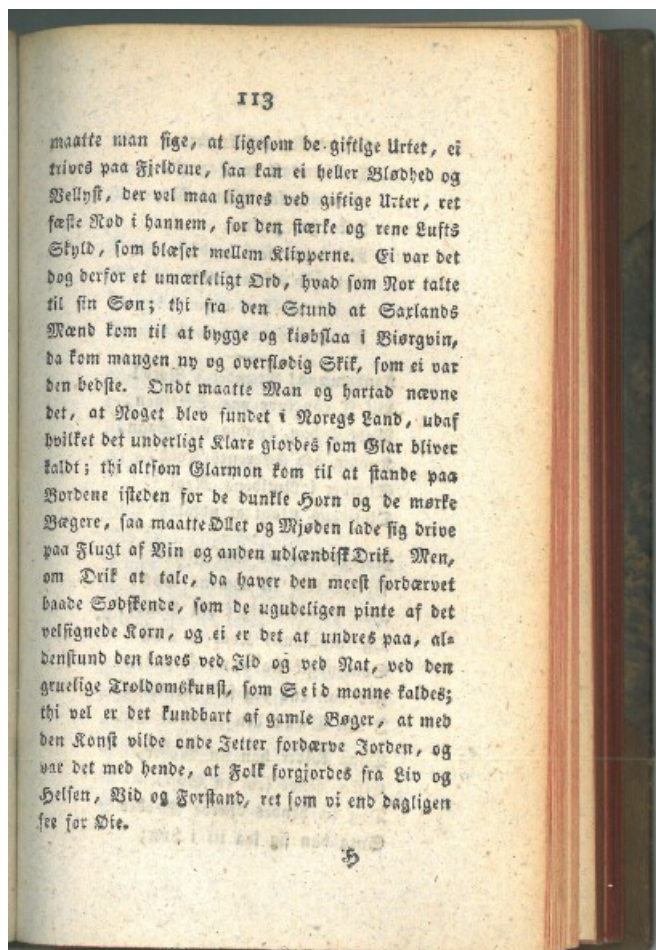 113
maatte man sige, at ligesom de giftige Urter, ei
trives paa Fjeldene, saa kan ei heller Blødhed og
Vellyst, der vel maa lignes ved giftige Urter, ret
fæste Rod i hannem, for den stærke og rene Lufts
Skyld, som blæser mellem Klipperne. Ei var det
dog derfor et umærkeligt Ord, hvad som Nor talte
til sin Søn; thi fra den Stund at Saxlands
Mænd kom til at bygge og kiøbslaa i Biørgvin,
da kom mangen ny og overflødig Skik, som ei var
den bedste. Ondt maatte Man og hartad nævne
det, at Noget blev fundet i Noregs Land, udaf
hvilket det underligt Klare giordes som Glar bliver
kaldt; thi altsom Glarmon kom til at stande paa
Bordene isteden for de dunkle Horn og de mørke
Bægere, saa maatte Øllet og Mjøden lade sig drive
paa Flugt af Vin og anden udlændisk Drik. Men,
om Drik at tale, da haver den meest fordærvet
baade Sødskende, som de ugudeligen pinte af det
velsignede Korn, og ei er det at undres paa, al=
denstund den laves ved Ild og ved Nat, ved den
gruelige Troldomskunst, som Seid monne kaldes;
thi vel er det kundbart af gamle Bøger, at med
den Konst vilde onde Jetter fordærve Jorden, og
var det med hende, at Folk forgjordes fra Liv og
Helsen, Vid og Forstand, ret som vi end dagligen
see for Øie.
H